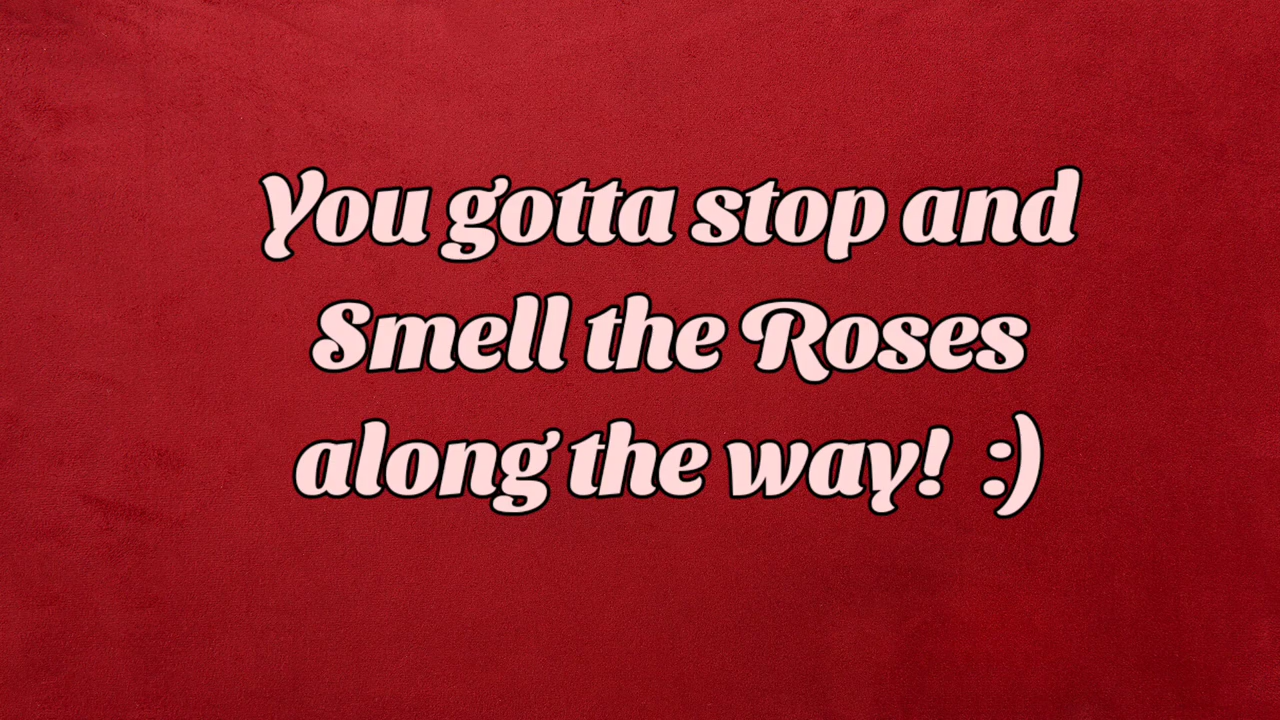 You gotta stop and
Smell the Roses
along the way!  :)